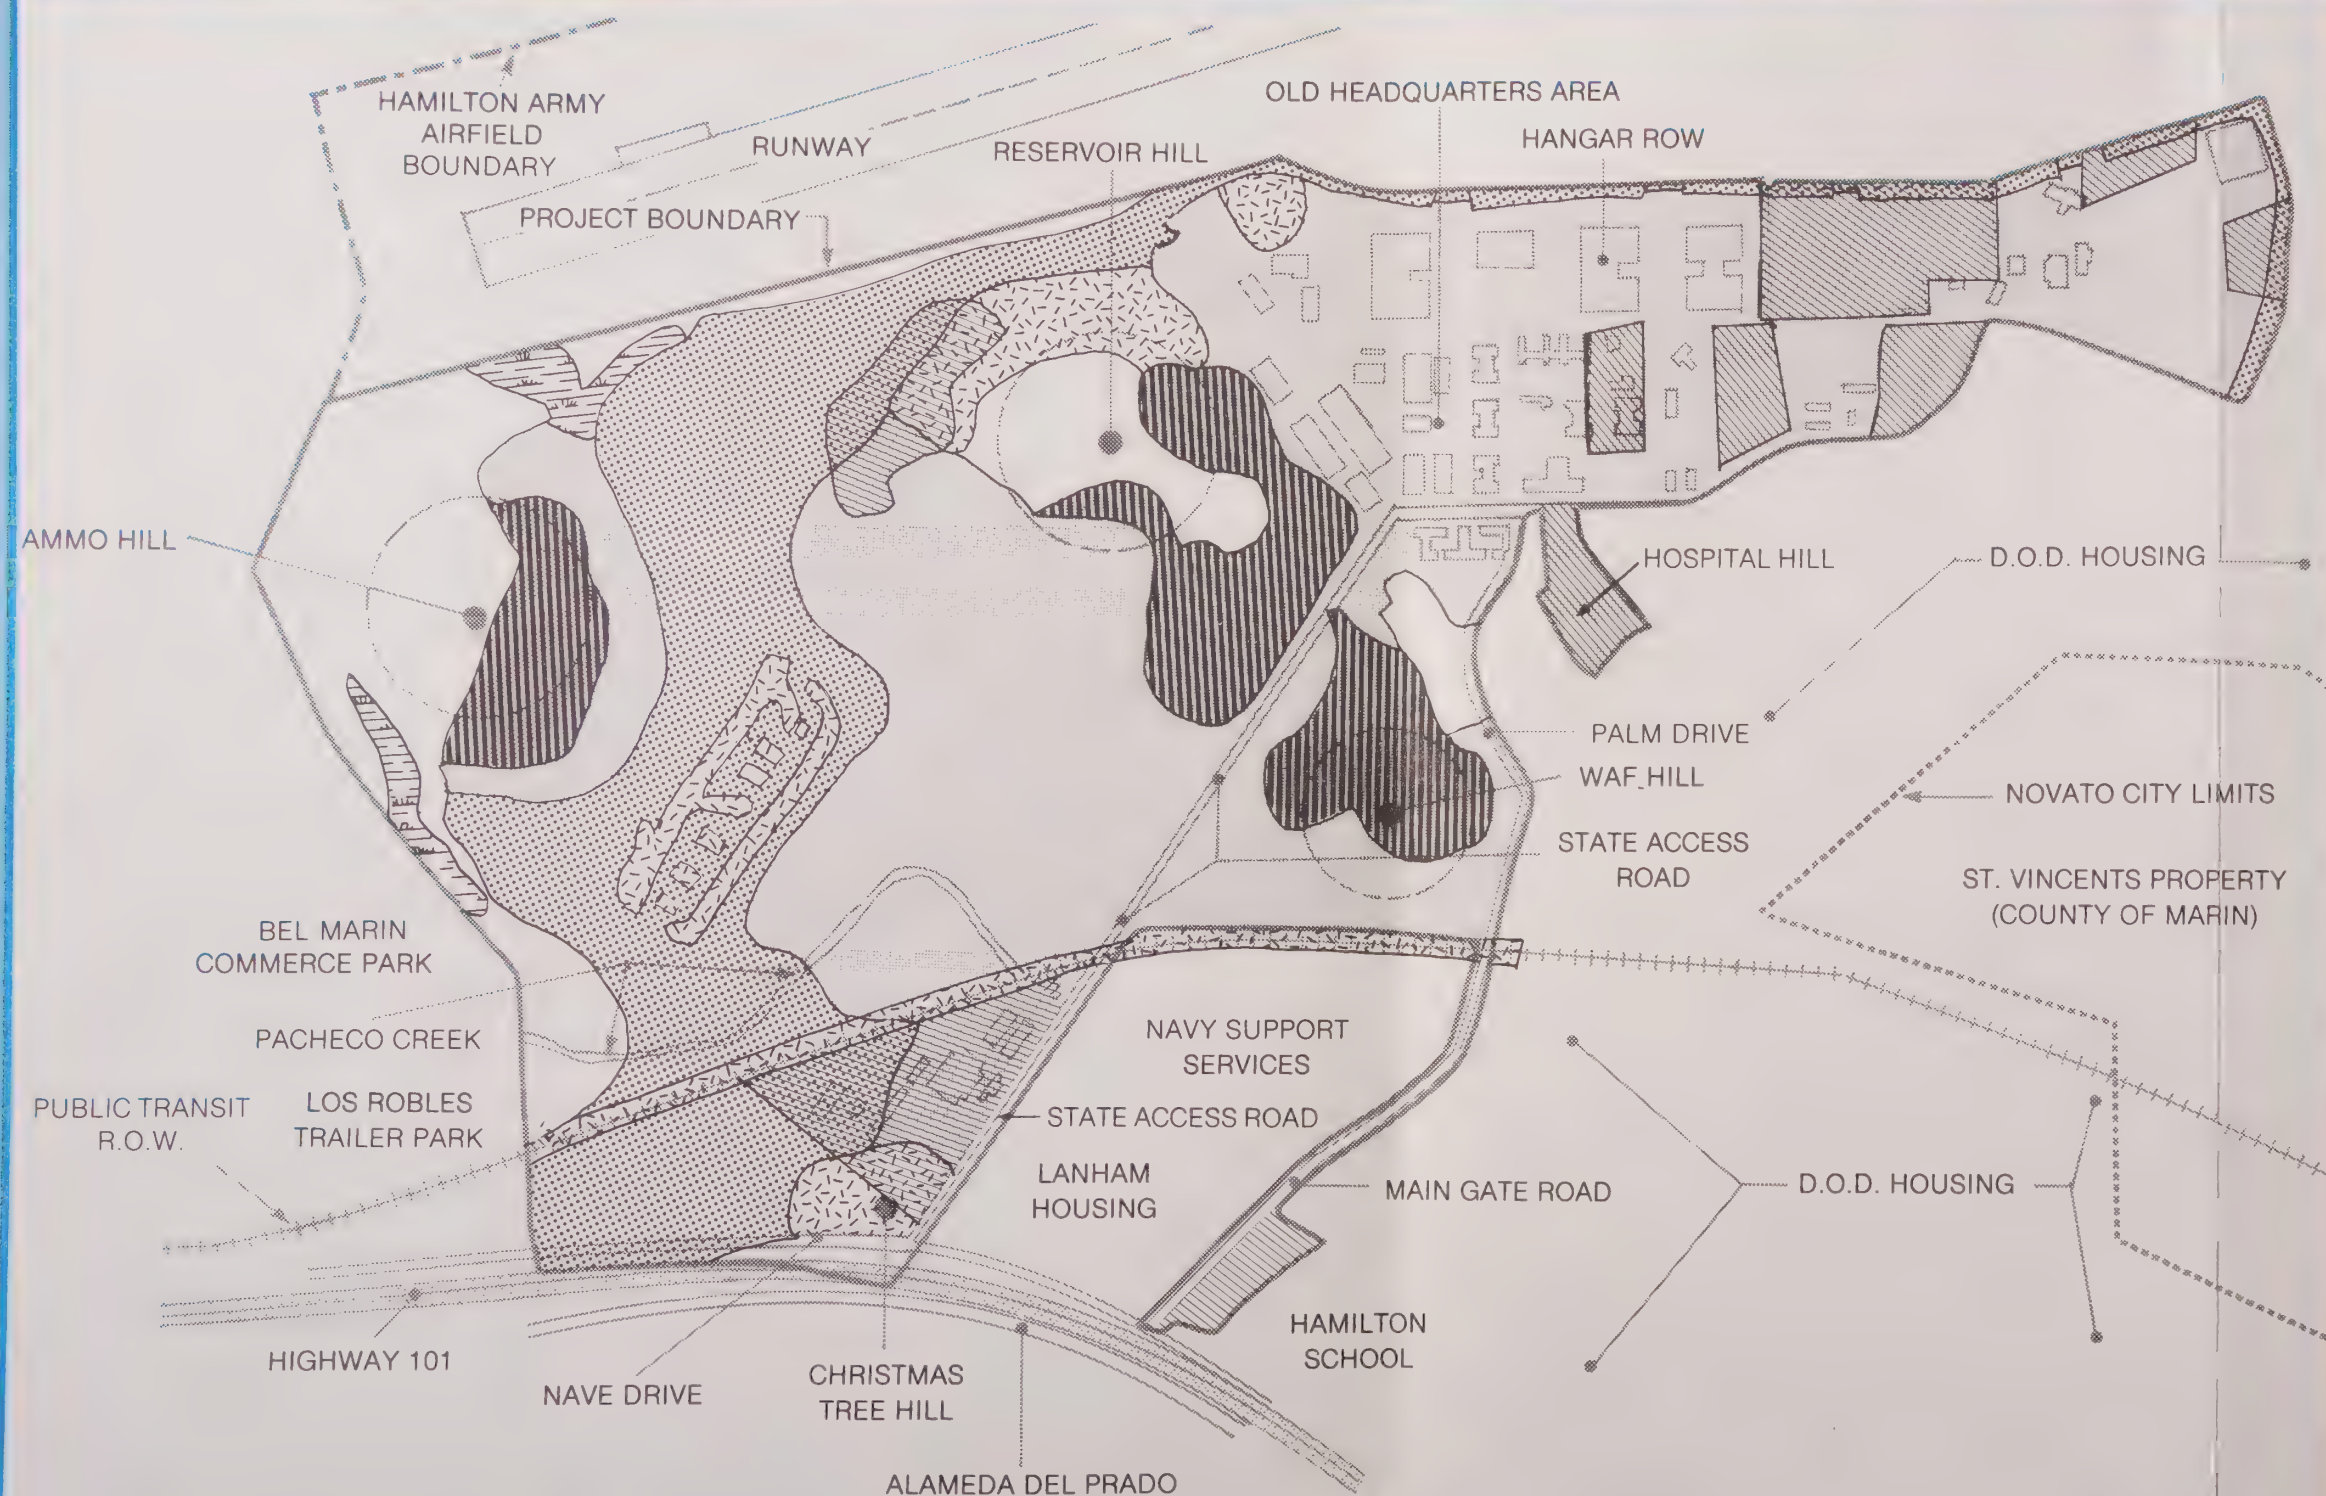 HAMILTON ARMY
AIRFIELD
BOUNDARY
RUNWAY
PROJECT BOUNDARY
RESERVOIR HILL
OLD HEADQUARTERS AREA
HANGAR ROW
AMMO HILL
HOSPITAL HILL
D.O.D. HOUSING
PALM DRIVE
WAF HILL
STATE ACCESS
ROAD
NOVATO CITY LIMITS
ST. VINCENTS PROPERTY
(COUNTY OF MARIN)
BEL MARIN
COMMERCE PARK
PACHECO CREEK
PUBLIC TRANSIT
R.O.W.
LOS ROBLES
TRAILER PARK
NAVY SUPPORT
SERVICES
STATE ACCESS ROAD
LANHAM
HOUSING
MAIN GATE ROAD
D.O.D. HOUSING
HIGHWAY 101
NAVE DRIVE
CHRISTMAS
TREE HILL
HAMILTON
SCHOOL
ALAMEDA DEL PRADO